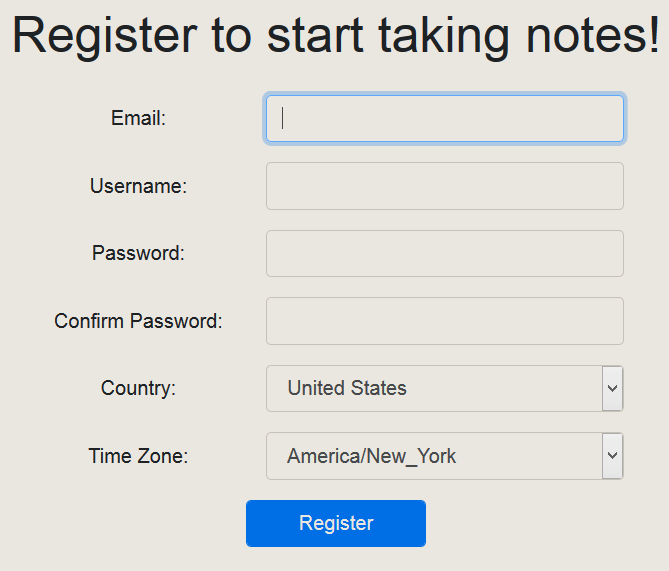 Register to start taking notes!
Email:
Username:
Password:
Confirm Password:
Country: United States
Time Zone: America/New_York
Register